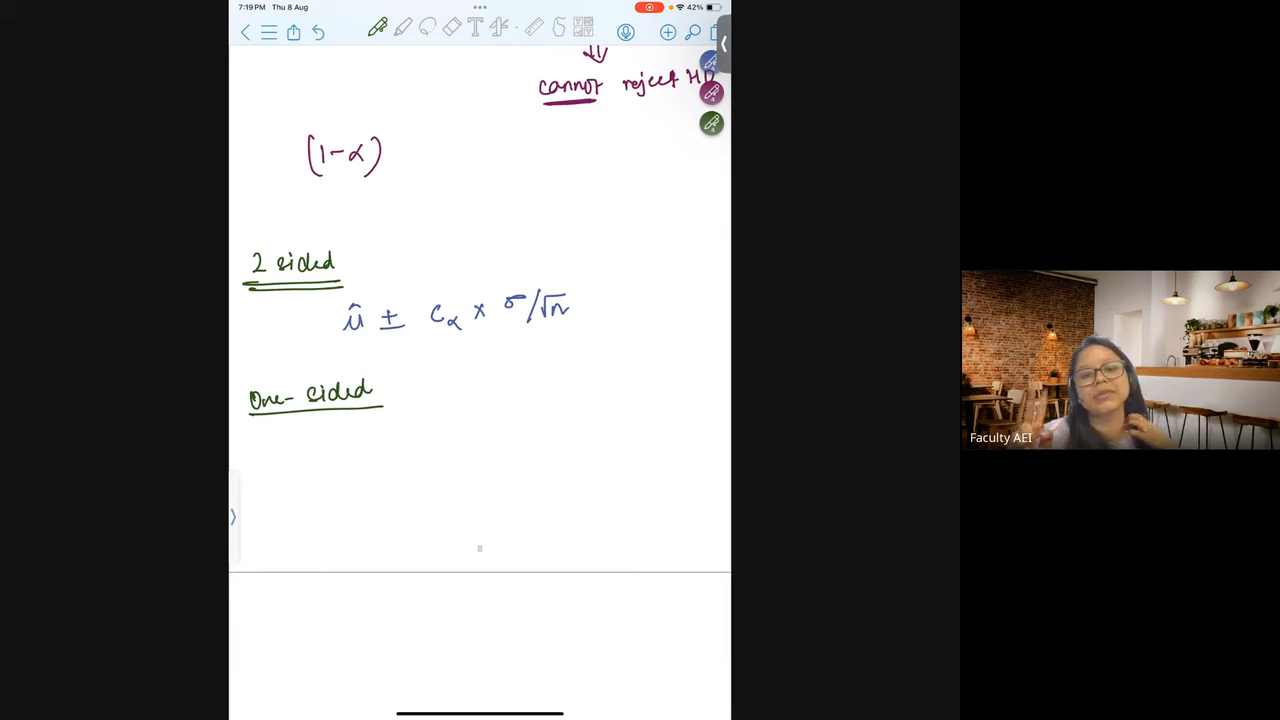 7:19 PM Thu 8 Aug
42%
cannot reject H0
(1-α)
2 sided
μ̂ ± cα × σ/√n
One-sided
8
Faculty AEI